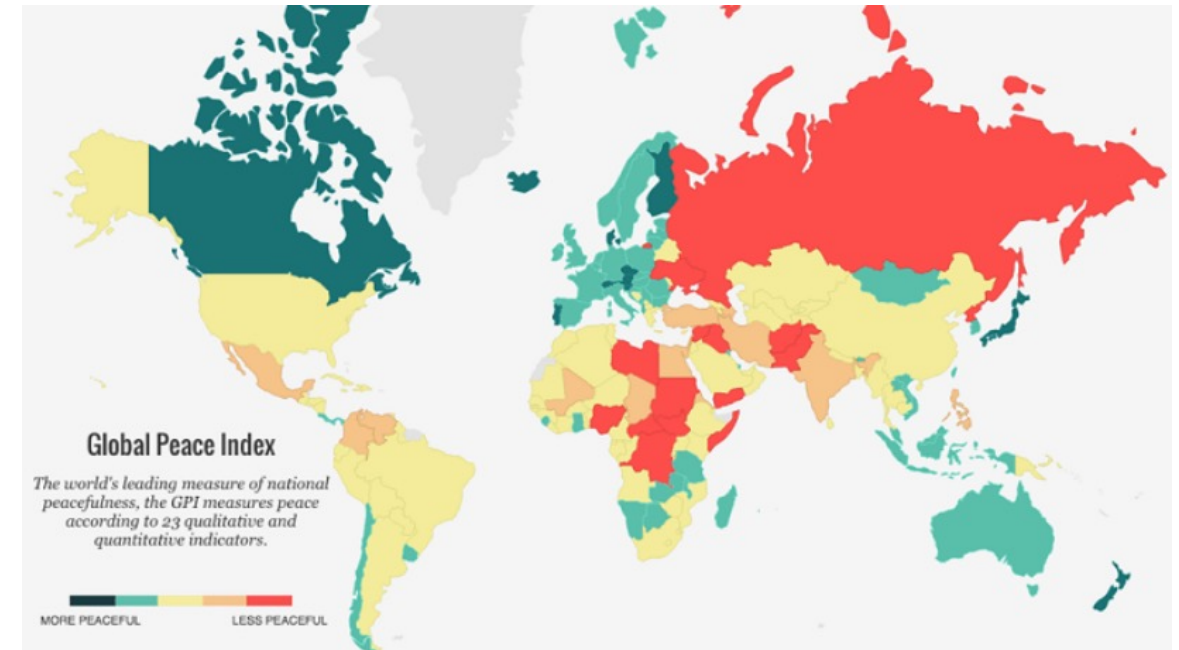 Global Peace Index
The world's leading measure of national
peacefulness, the GPI measures peace
according to 23 qualitative and
quantitative indicators.
MORE PEACEFUL
LESS PEACEFUL